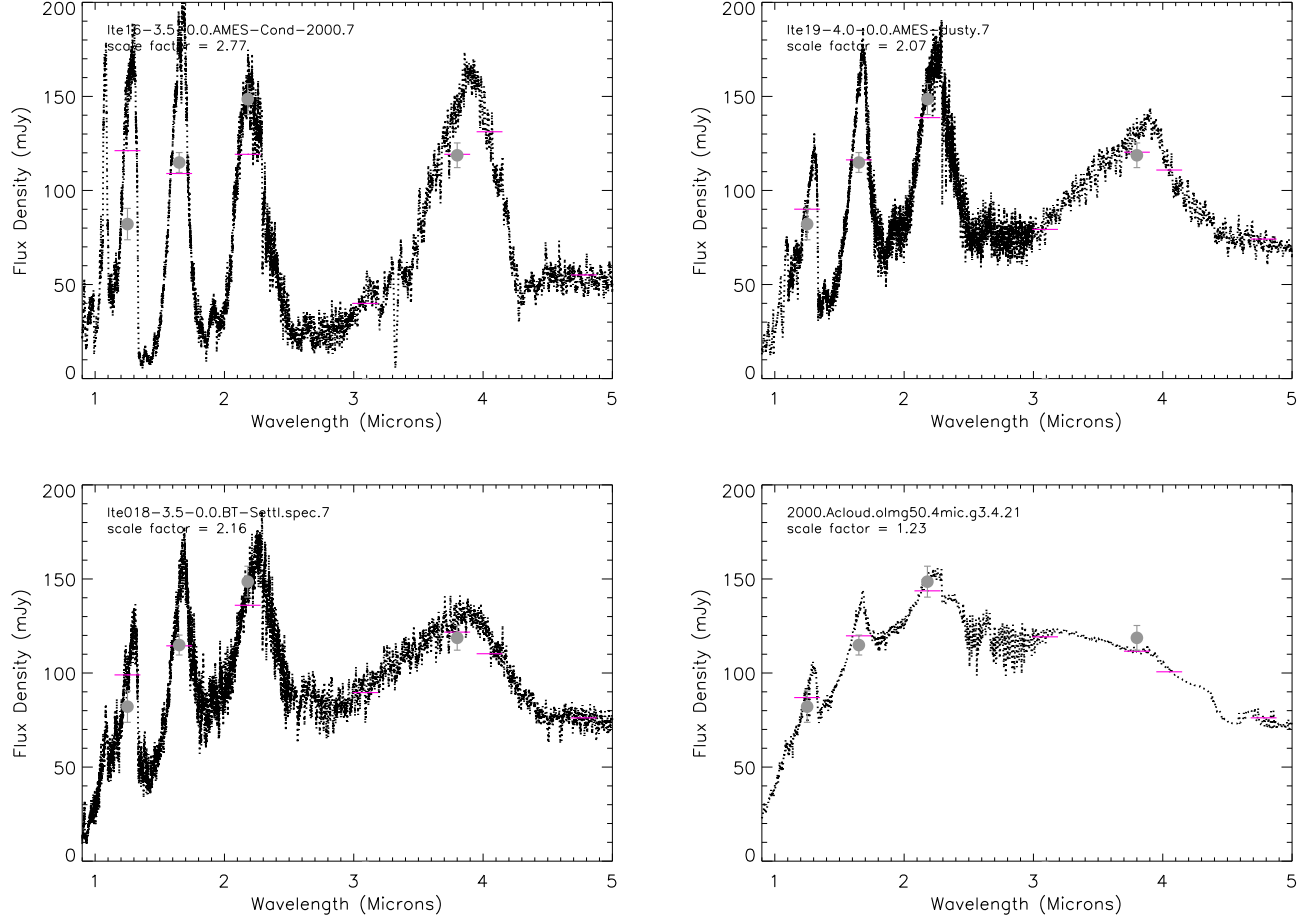 lte15-3.5-0.0.AMES-Cond-2000.7
scale factor = 2.77
200
150
100
50
0
Flux Density (mJy)
1 2 3 4 5
Wavelength (Microns)
lte19-4.0-0.0.AMES-dusty.7
scale factor = 2.07
200
150
100
50
0
Flux Density (mJy)
1 2 3 4 5
Wavelength (Microns)
lte018-3.5-0.0.BT-Settl.spec.7
scale factor = 2.16
200
150
100
50
0
Flux Density (mJy)
1 2 3 4 5
Wavelength (Microns)
2000.Acloud.olmg50.4mic.g3.4.21
scale factor = 1.23
200
150
100
50
0
Flux Density (mJy)
1 2 3 4 5
Wavelength (Microns)